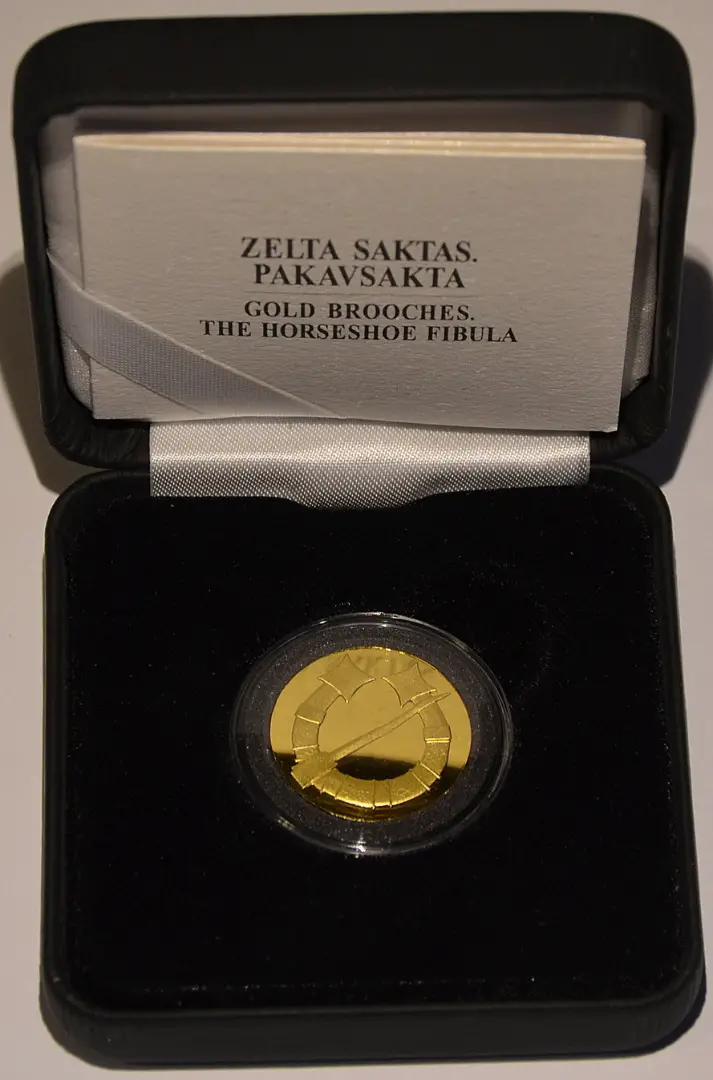 ZELTA SAKTAS.
PAKAVSAKTA
GOLD BROOCHES.
THE HORSESHOE FIBULA